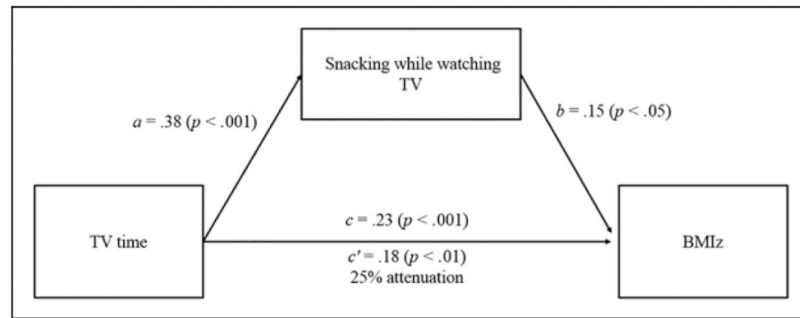 Snacking while watching
TV
a = .38 (p < .001)
b = .15 (p < .05)
TV time
c = .23 (p < .001)
c' = .18 (p < .01)
25% attenuation
BMIz